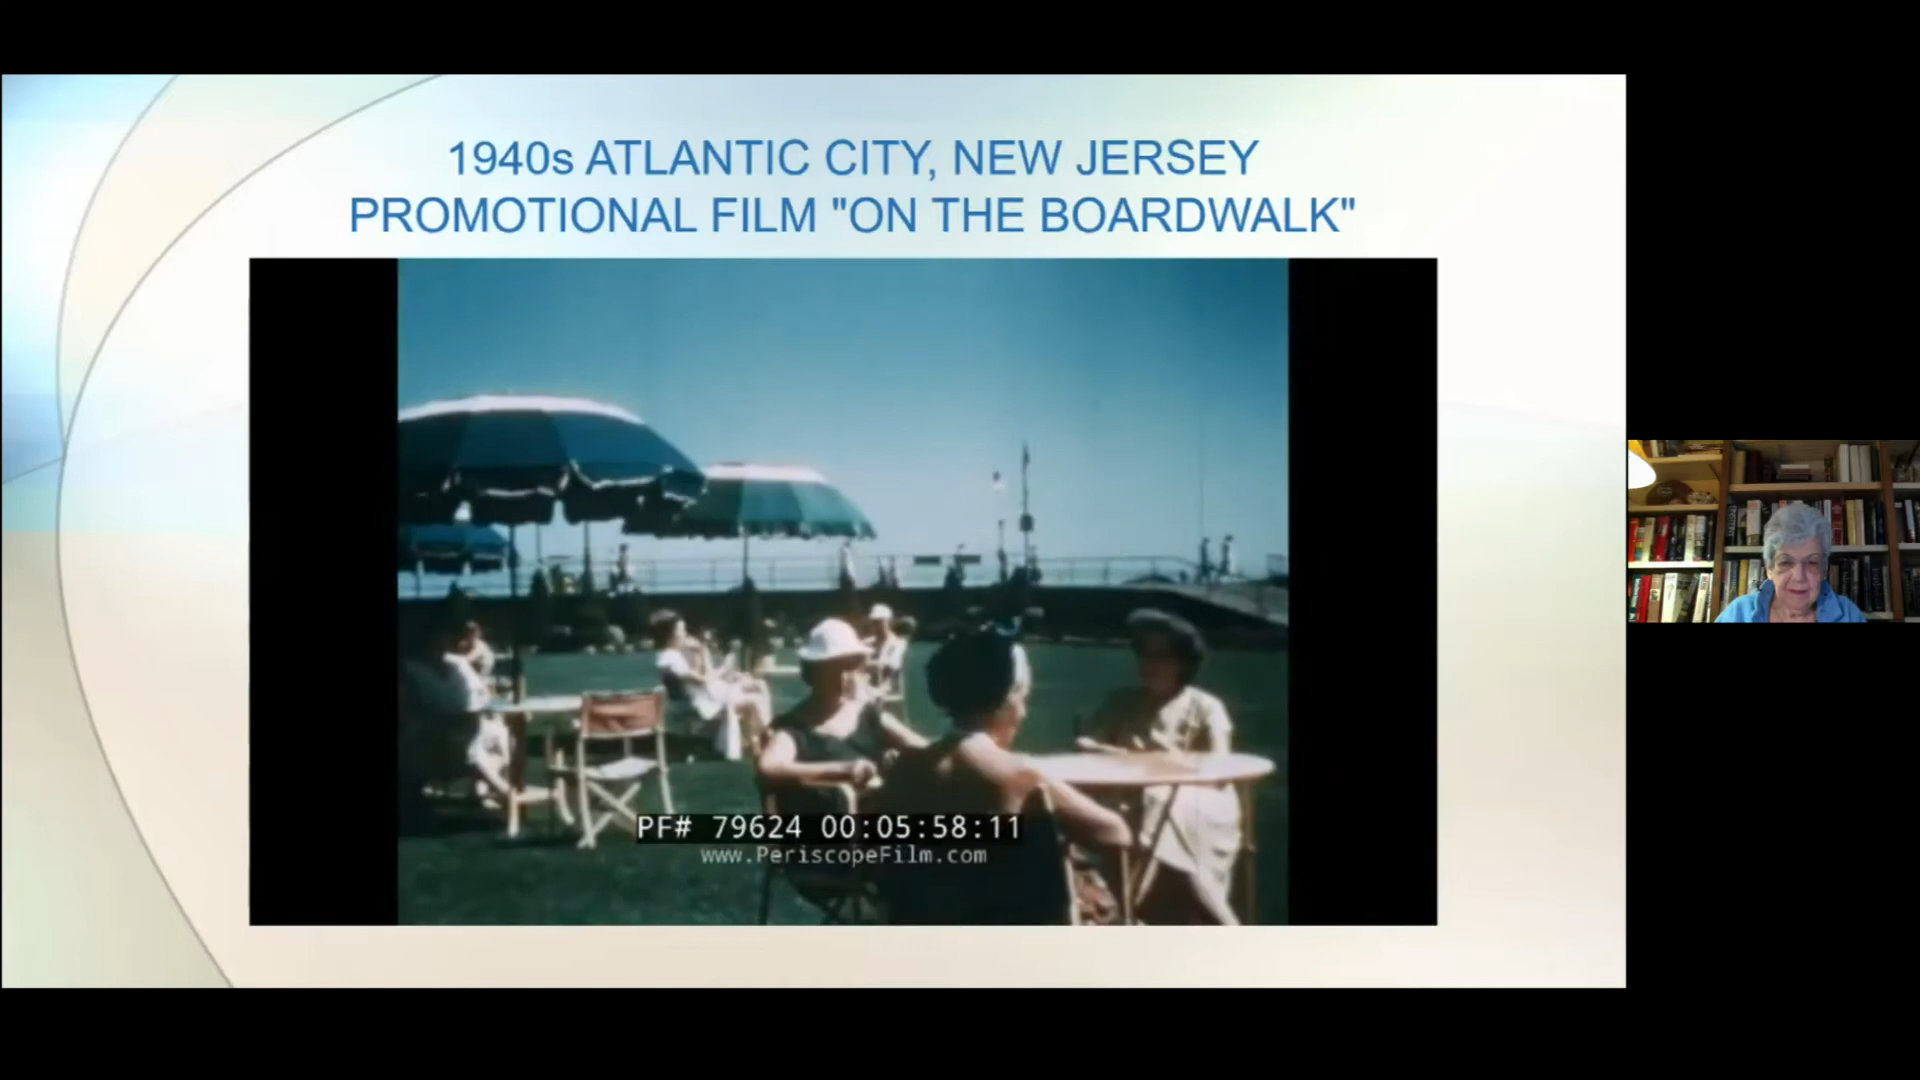 1940s ATLANTIC CITY, NEW JERSEY
PROMOTIONAL FILM "ON THE BOARDWALK"
PF# 79624 00:05:58:11
www.PeriscopeFilm.com